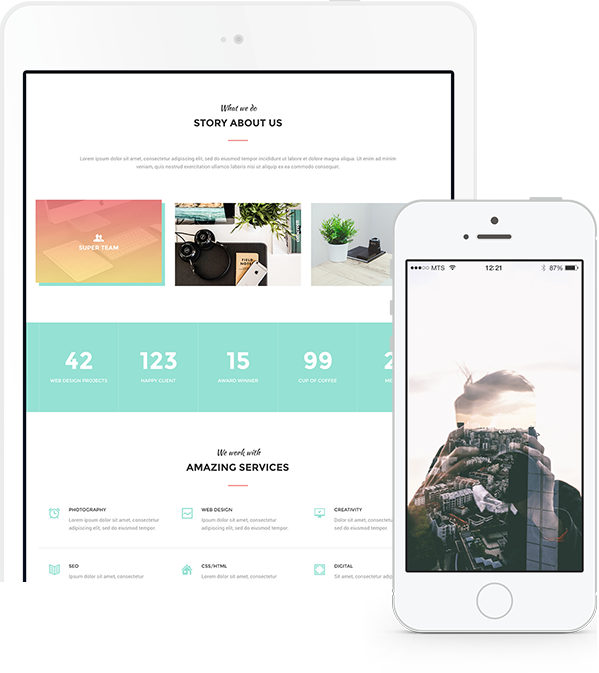 What we do
STORY ABOUT US
Lorem ipsum dolor sit amet, consectetur adipiscing elit, sed do eiusmod tempor incididunt ut labore et dolore magna aliqua. Ut enim ad minim
veniam, quis nostrud exercitation ullamco laboris nisi ut aliquip ex ea commodo consequat.
SUPER TEAM
FIELD NOTES
42
WEB DESIGN PROJECTS
123
HAPPY CLIENT
15
AWARD WINNER
99
CUP OF COFFEE
2
ME
We work with
AMAZING SERVICES
PHOTOGRAPHY
Lorem ipsum dolor sit amet, consectetur
adipiscing elit, sed do eiusmod tempor.
WEB DESIGN
Ipsum dolor sit amet, consectetur
adipiscing elit, sed do eiusmod tempor.
CREATIVITY
Dolor sit amet, consectetur
adipiscing elit, sed do eiusmod
SEO
Ipsum dolor sit amet, consectetur
CSS/HTML
Lorem ipsum dolor sit amet, consectetur
DIGITAL
Sit amet, consectetur adipiscing
MTS
12:21
87%